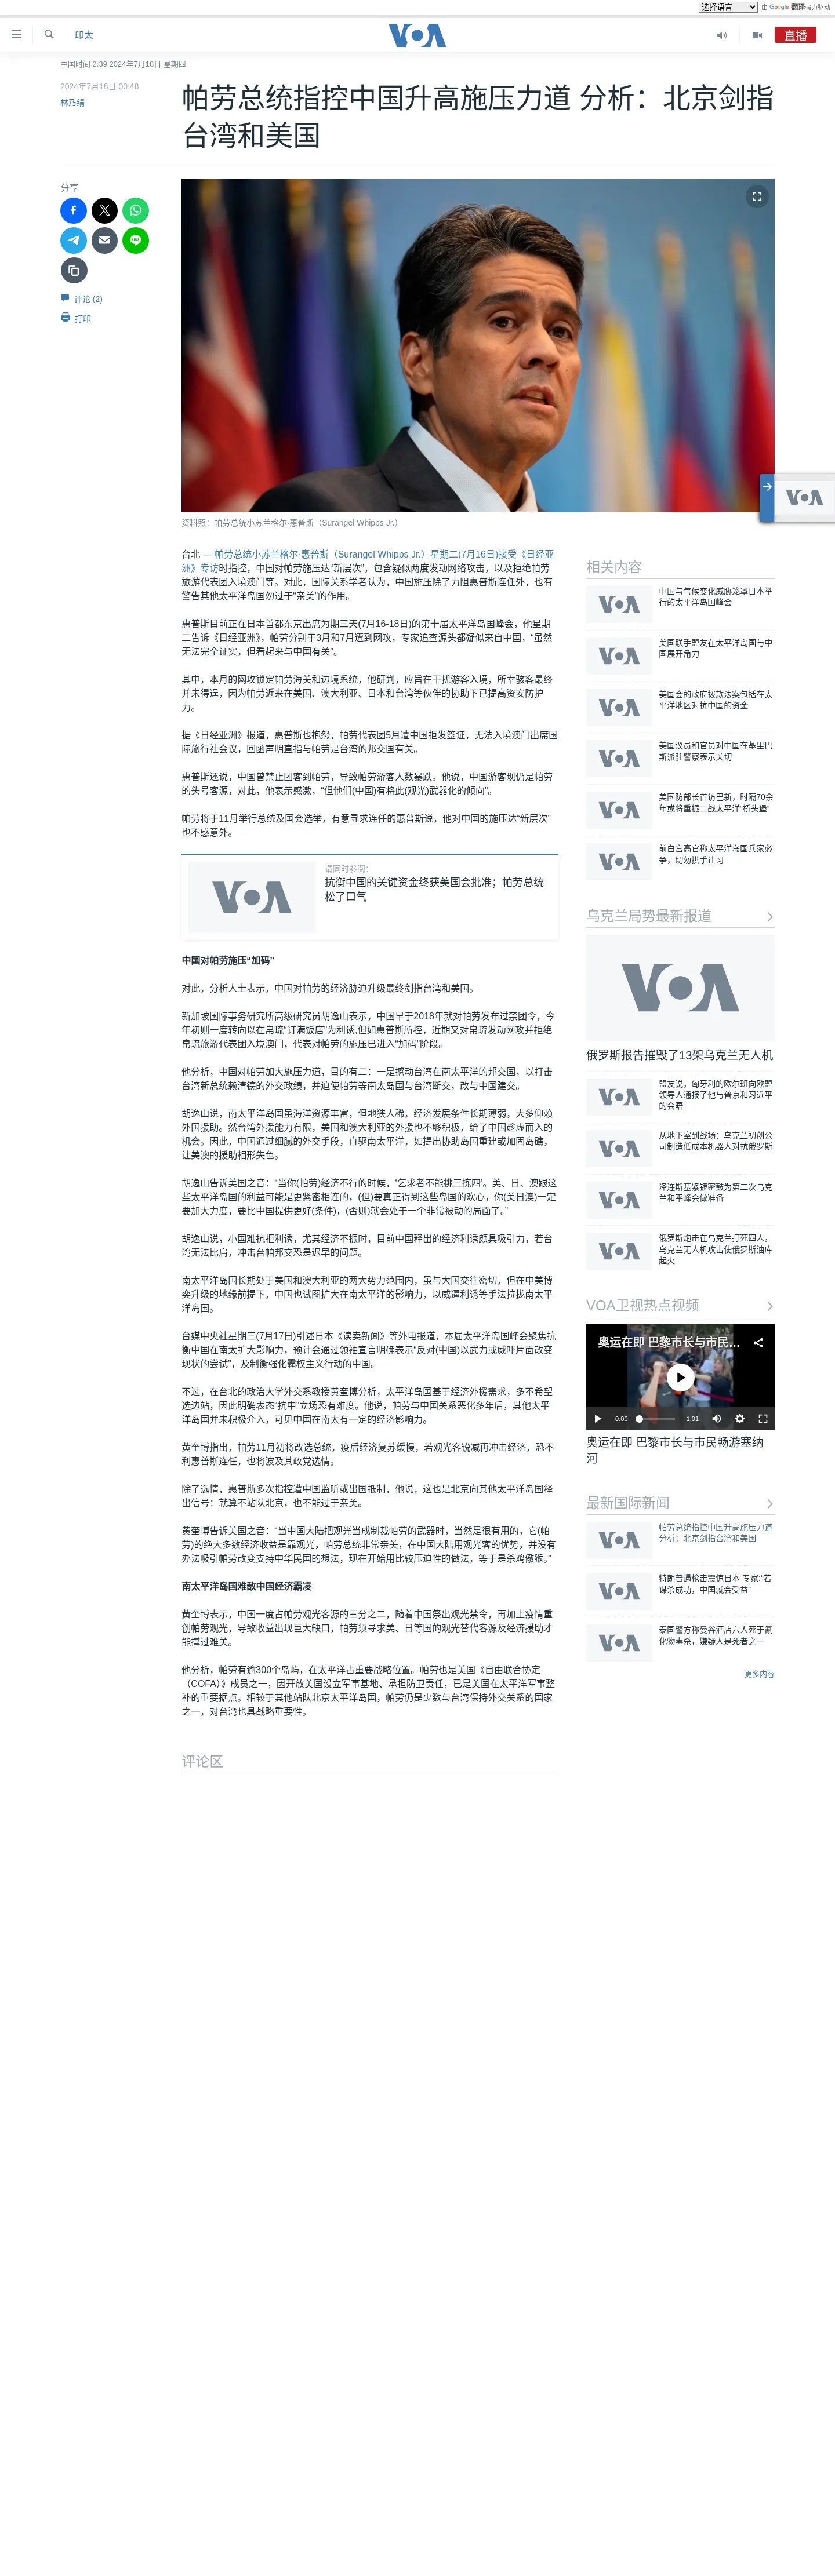 选择语言 由 Google 翻译强力驱动
印太
VOA
直播
中国时间 2:39 2024年7月18日 星期四
2024年7月18日 00:48
林乃绢
帕劳总统指控中国升高施压力道 分析：北京剑指
台湾和美国
分享
评论 (2)
打印
资料照：帕劳总统小苏兰格尔·惠普斯（Surangel Whipps Jr.）
台北 — 帕劳总统小苏兰格尔·惠普斯（Surangel Whipps Jr.）星期二(7月16日)接受《日经亚
洲》专访时指控，中国对帕劳施压达“新层次”，包含疑似两度发动网络攻击，以及拒绝帕劳
旅游代表团入境澳门等。对此，国际关系学者认为，中国施压除了力阻惠普斯连任外，也有
警告其他太平洋岛国勿过于“亲美”的作用。
惠普斯目前正在日本首都东京出席为期三天(7月16-18日)的第十届太平洋岛国峰会，他星期
二告诉《日经亚洲》，帕劳分别于3月和7月遭到网攻，专家追查源头都疑似来自中国，“虽然
无法完全证实，但看起来与中国有关”。
其中，本月的网攻锁定帕劳海关和边境系统，他研判，应旨在干扰游客入境，所幸骇客最终
并未得逞，因为帕劳近来在美国、澳大利亚、日本和台湾等伙伴的协助下已提高资安防护
力。
据《日经亚洲》报道，惠普斯也抱怨，帕劳代表团5月遭中国拒发签证，无法入境澳门出席国
际旅行社会议，回函声明直指与帕劳是台湾的邦交国有关。
惠普斯还说，中国曾禁止团客到帕劳，导致帕劳游客人数暴跌。他说，中国游客现仍是帕劳
的头号客源，对此，他表示感激，“但他们(中国)有将此(观光)武器化的倾向”。
帕劳将于11月举行总统及国会选举，有意寻求连任的惠普斯说，他对中国的施压达“新层次”
也不感意外。
VOA
请同时参阅：
抗衡中国的关键资金终获美国会批准；帕劳总统
松了口气
中国对帕劳施压“加码”
对此，分析人士表示，中国对帕劳的经济胁迫升级最终剑指台湾和美国。
新加坡国际事务研究所高级研究员胡逸山表示，中国早于2018年就对帕劳发布过禁团令，今
年初则一度转向以在帛琉“订满饭店”为利诱,但如惠普斯所控，近期又对帛琉发动网攻并拒绝
帛琉旅游代表团入境澳门，代表对帕劳的施压已进入“加码”阶段。
他分析，中国对帕劳加大施压力道，目的有二：一是撼动台湾在南太平洋的邦交国，以打击
台湾新总统赖清德的外交政绩，并迫使帕劳等南太岛国与台湾断交，改与中国建交。
胡逸山说，南太平洋岛国虽海洋资源丰富，但地狭人稀，经济发展条件长期薄弱，大多仰赖
外国援助。然台湾外援能力有限，美国和澳大利亚的外援也不够积极，给了中国趁虚而入的
机会。因此，中国通过细腻的外交手段，直驱南太平洋，如提出协助岛国重建或加固岛礁，
让美澳的援助相形失色。
胡逸山告诉美国之音：“当你(帕劳)经济不行的时候，‘乞求者不能挑三拣四’。美、日、澳跟这
些太平洋岛国的利益可能是更紧密相连的，(但)要真正得到这些岛国的欢心，你(美日澳)一定
要加大力度，要比中国提供更好(条件)，(否则)就会处于一个非常被动的局面了。”
胡逸山说，小国难抗拒利诱，尤其经济不振时，目前中国释出的经济利诱颇具吸引力，若台
湾无法比肩，冲击台帕邦交恐是迟早的问题。
南太平洋岛国长期处于美国和澳大利亚的两大势力范围内，虽与大国交往密切，但在中美博
奕升级的地缘前提下，中国也试图扩大在南太平洋的影响力，以威逼利诱等手法拉拢南太平
洋岛国。
台媒中央社星期三(7月17日)引述日本《读卖新闻》等外电报道，本届太平洋岛国峰会聚焦抗
衡中国在南太扩大影响力，预计会通过领袖宣言明确表示“反对(中国)以武力或威吓片面改变
现状的尝试”，及制衡强化霸权主义行动的中国。
不过，在台北的政治大学外交系教授黄奎博分析，太平洋岛国基于经济外援需求，多不希望
选边站，因此明确表态“抗中”立场恐有难度。他说，帕劳与中国关系恶化多年后，其他太平
洋岛国并未积极介入，可见中国在南太有一定的经济影响力。
黄奎博指出，帕劳11月初将改选总统，疫后经济复苏缓慢，若观光客锐减再冲击经济，恐不
利惠普斯连任，也将波及其政党选情。
除了选情，惠普斯多次指控遭中国监听或出国抵制，他说，这也是北京向其他太平洋岛国释
出信号：就算不站队北京，也不能过于亲美。
黄奎博告诉美国之音：“当中国大陆把观光当成制裁帕劳的武器时，当然是很有用的，它(帕
劳)的绝大多数经济收益是靠观光，帕劳总统非常亲美，在中国大陆用观光客的优势，并没有
办法吸引帕劳改变支持中华民国的想法，现在开始用比较压迫性的做法，等于是杀鸡儆猴。”
南太平洋岛国难敌中国经济霸凌
黄奎博表示，中国一度占帕劳观光客源的三分之二，随着中国祭出观光禁令，再加上疫情重
创帕劳观光，导致收益出现巨大缺口，帕劳须寻求美、日等国的观光替代客源及经济援助才
能撑过难关。
他分析，帕劳有逾300个岛屿，在太平洋占重要战略位置。帕劳也是美国《自由联合协定
（COFA）》成员之一，因开放美国设立军事基地、承担防卫责任，已是美国在太平洋军事整
补的重要据点。相较于其他站队北京太平洋岛国，帕劳仍是少数与台湾保持外交关系的国家
之一，对台湾也具战略重要性。
评论区
VOA
相关内容
VOA
中国与气候变化威胁笼罩日本举
行的太平洋岛国峰会
VOA
美国联手盟友在太平洋岛国与中
国展开角力
VOA
美国会的政府拨款法案包括在太
平洋地区对抗中国的资金
VOA
美国议员和官员对中国在基里巴
斯派驻警察表示关切
VOA
美国防部长首访巴新，时隔70余
年或将重振二战太平洋“桥头堡”
VOA
前白宫高官称太平洋岛国兵家必
争，切勿拱手让习
乌克兰局势最新报道
VOA
俄罗斯报告摧毁了13架乌克兰无人机
VOA
盟友说，匈牙利的欧尔班向欧盟
领导人通报了他与普京和习近平
的会晤
VOA
从地下室到战场：乌克兰初创公
司制造低成本机器人对抗俄罗斯
VOA
泽连斯基紧锣密鼓为第二次乌克
兰和平峰会做准备
VOA
俄罗斯炮击在乌克兰打死四人，
乌克兰无人机攻击使俄罗斯油库
起火
VOA卫视热点视频
奥运在即 巴黎市长与市民...
0:00 1:01
奥运在即 巴黎市长与市民畅游塞纳
河
最新国际新闻
VOA
帕劳总统指控中国升高施压力道
分析：北京剑指台湾和美国
VOA
特朗普遇枪击震惊日本 专家:“若
谋杀成功，中国就会受益”
VOA
泰国警方称曼谷酒店六人死于氰
化物毒杀，嫌疑人是死者之一
更多内容